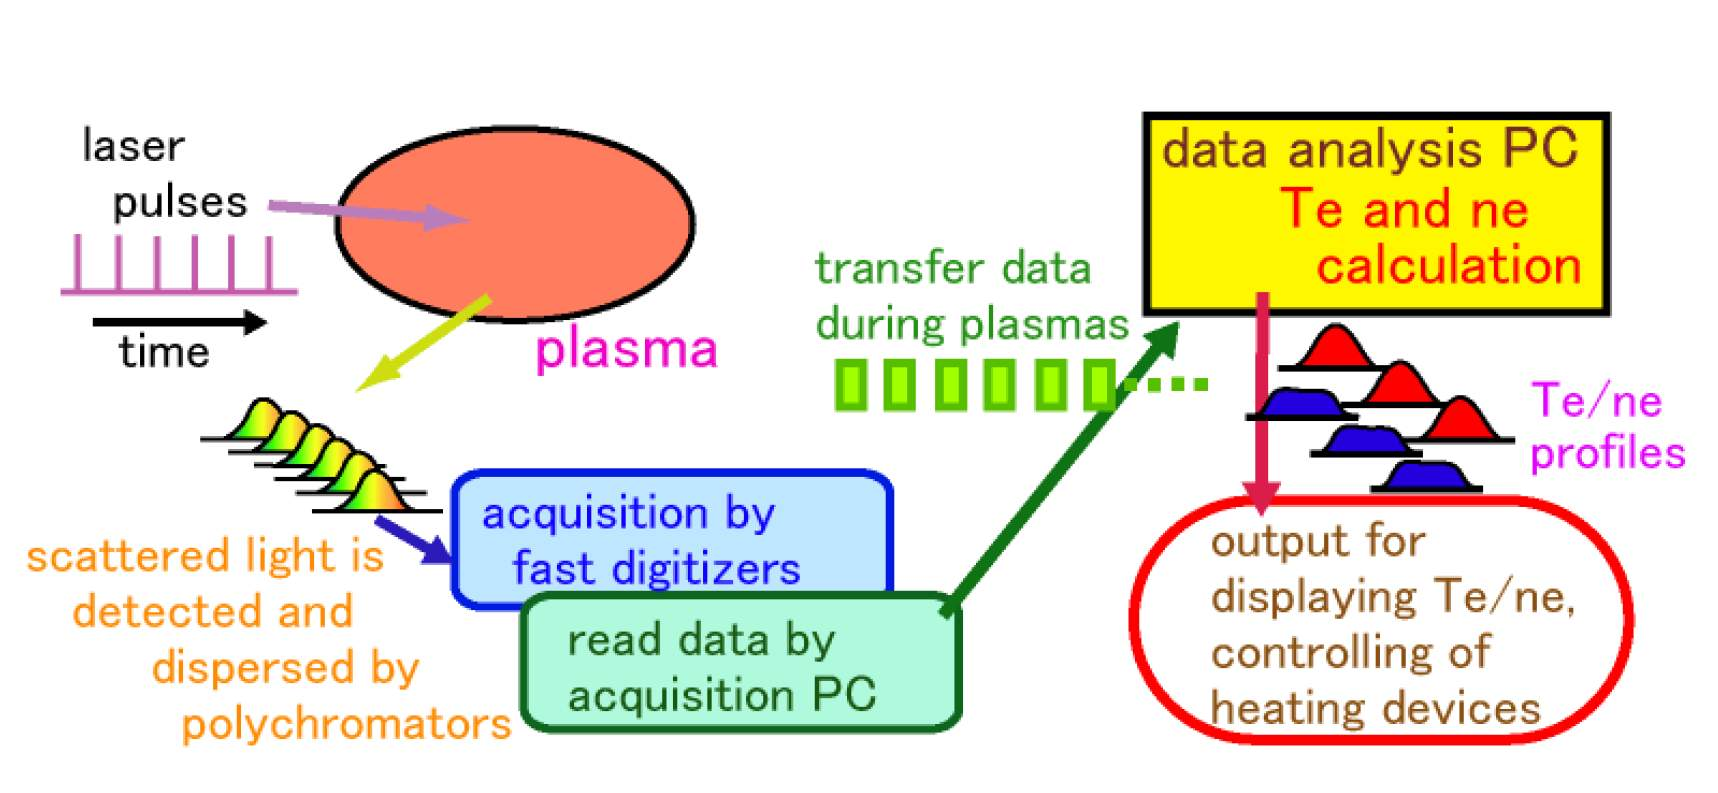 laser
pulses
time
plasma
scattered light is
detected and
dispersed by
polychromators
acquisition by
fast digitizers
read data by
acquisition PC
transfer data
during plasmas
data analysis PC
Te and ne
calculation
Te/ne
profiles
output for
displaying Te/ne,
controlling of
heating devices